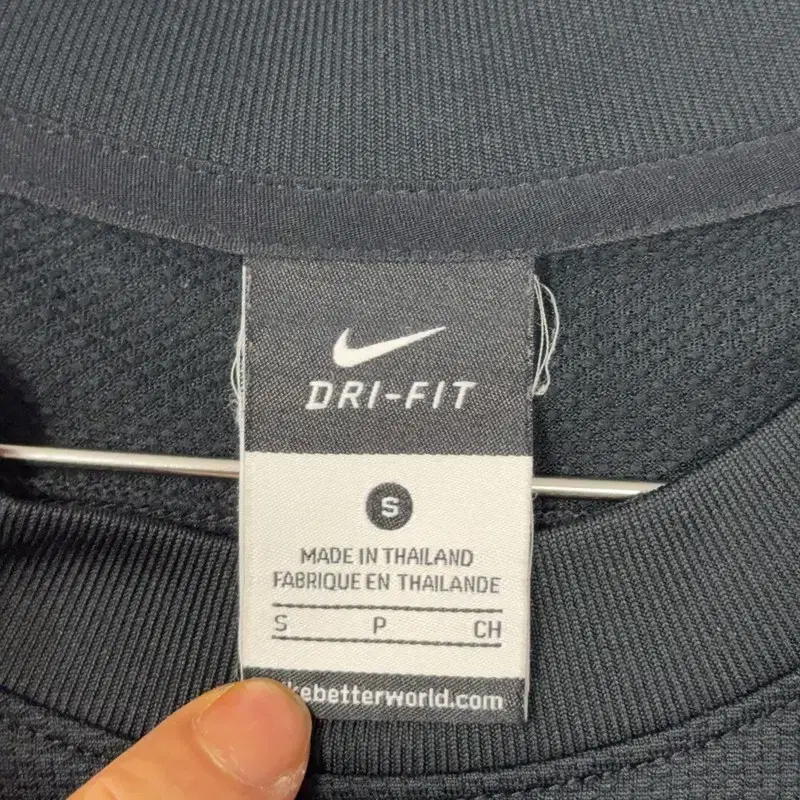 DRI-FIT
S
MADE IN THAILAND
FABRIQUE EN THAILANDE
S P CH
kebetterworld.com